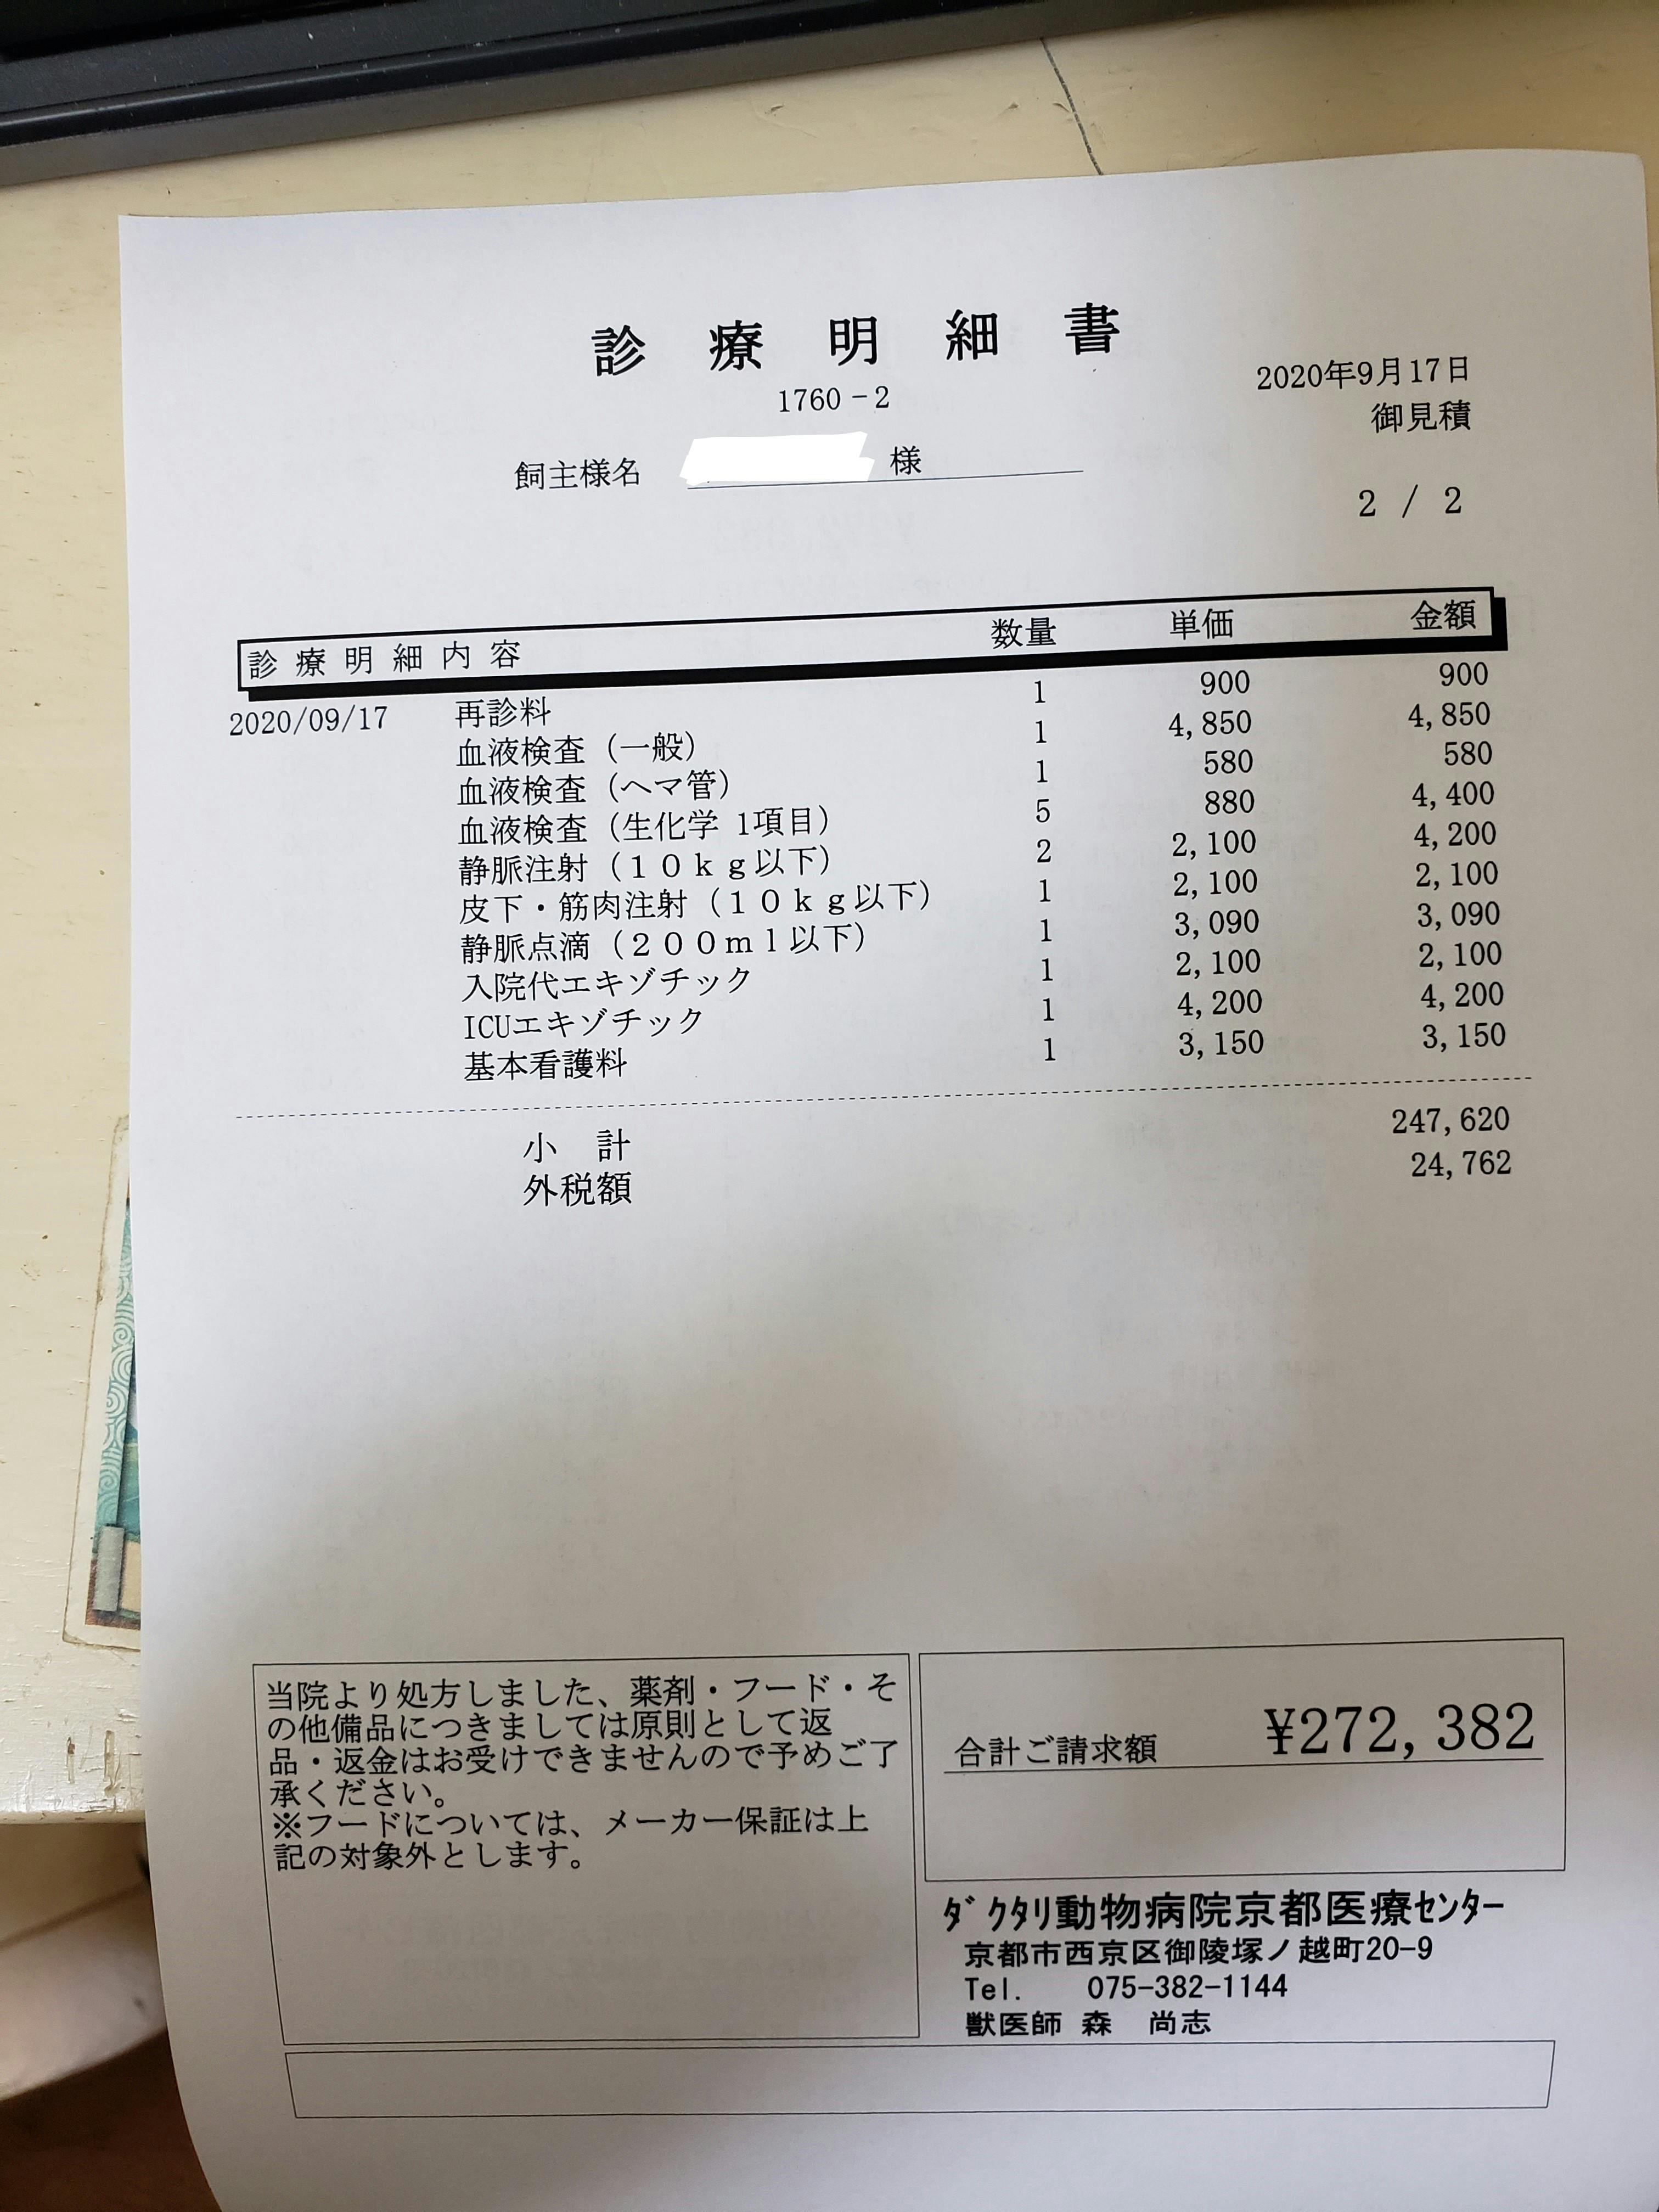 診療明細書
1760－2
2020年9月17日
御見積
飼主様名 様
2 / 2
診療明細内容 数量 単価 金額
2020/09/17 再診料 1 900 900
血液検査（一般） 1 4,850 4,850
血液検査（ヘマ管） 1 580 580
血液検査（生化学 1項目） 5 880 4,400
静脈注射（１０ｋｇ以下） 2 2,100 4,200
皮下・筋肉注射（１０ｋｇ以下） 1 2,100 2,100
静脈点滴（２００ｍｌ以下） 1 3,090 3,090
入院代エキゾチック 1 2,100 2,100
ICUエキゾチック 1 4,200 4,200
基本看護料 1 3,150 3,150
小　計 247,620
外税額 24,762
当院より処方しました、薬剤・フード・そ
の他備品につきましては原則として返
品・返金はお受けできませんので予めご了
承ください。
※フードについては、メーカー保証は上
記の対象外とします。
合計ご請求額 ¥272,382
ﾀﾞｸﾀﾘ動物病院京都医療ｾﾝﾀｰ
京都市西京区御陵塚ノ越町20-9
Tel. 075-382-1144
獣医師 森　尚志